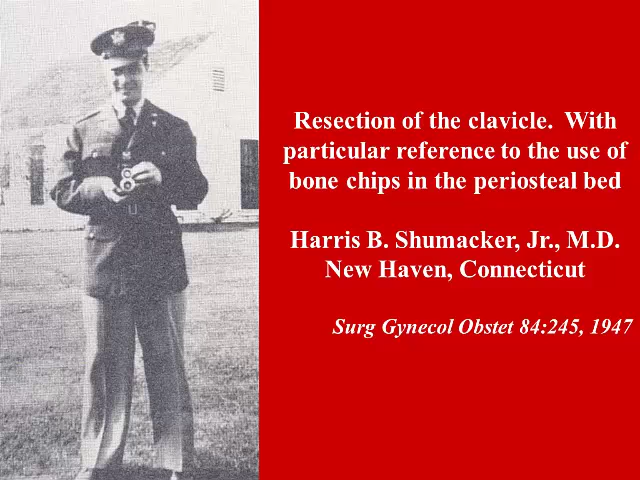 Resection of the clavicle.  With
particular reference to the use of
bone chips in the periosteal bed
Harris B. Shumacker, Jr., M.D.
New Haven, Connecticut
Surg Gynecol Obstet 84:245, 1947